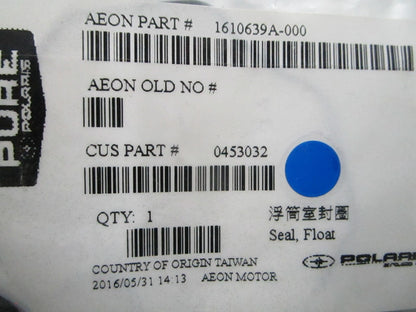 AEON PART # 1610639A-000
AEON OLD NO #
CUS PART # 0453032
QTY: 1
浮筒室封圈
Seal, Float
COUNTRY OF ORIGIN TAIWAN
2016/05/31 14:13 AEON MOTOR
PURE
POLARIS